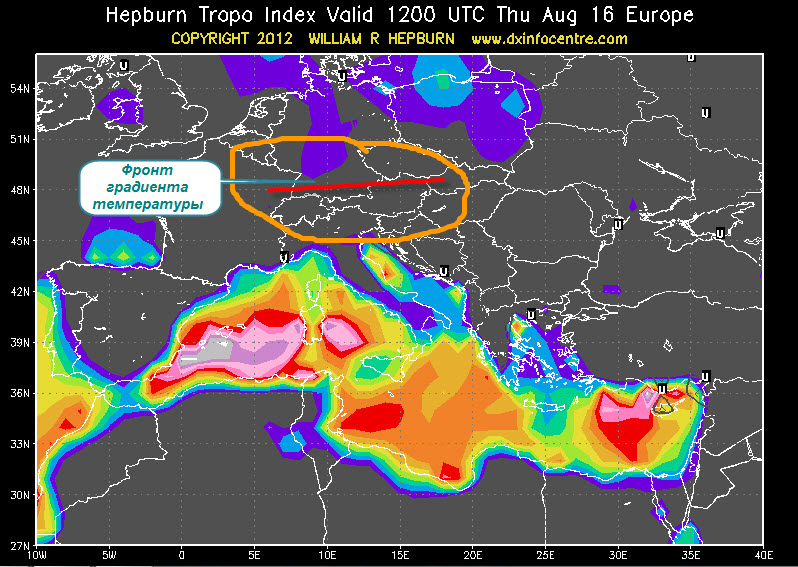 Hepburn Tropo Index Valid 1200 UTC Thu Aug 16 Europe
COPYRIGHT 2012 WILLIAM R HEPBURN www.dxinfocentre.com
U
U
D
54N
U
51N
Фронт
градиента
температуры
48N
U
U
45N
U
U
42N
U
39N
U
36N
U
33N
30N
27N
10W 5W 0 5E 10E 15E 20E 25E 30E 35E 40E